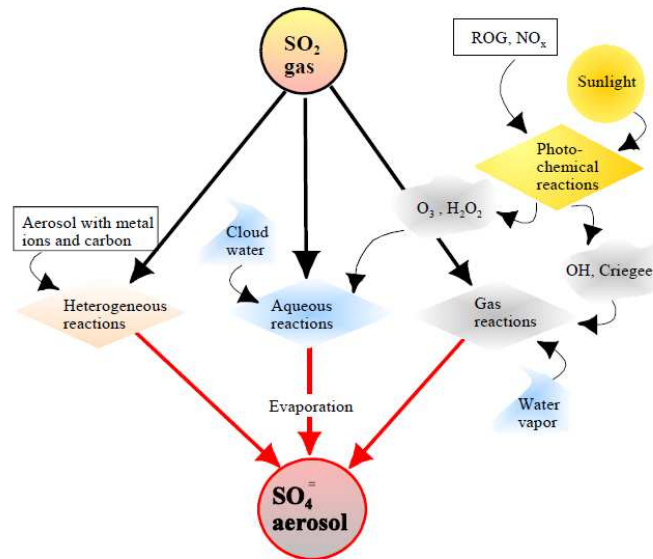 SO₂
gas
ROG, NOₓ
Sunlight
Photo-
chemical
reactions
O₃ , H₂O₂
Aerosol with metal
ions and carbon
Cloud
water
OH, Criegee
Heterogeneous
reactions
Aqueous
reactions
Gas
reactions
Evaporation
Water
vapor
SO₄⁼
aerosol